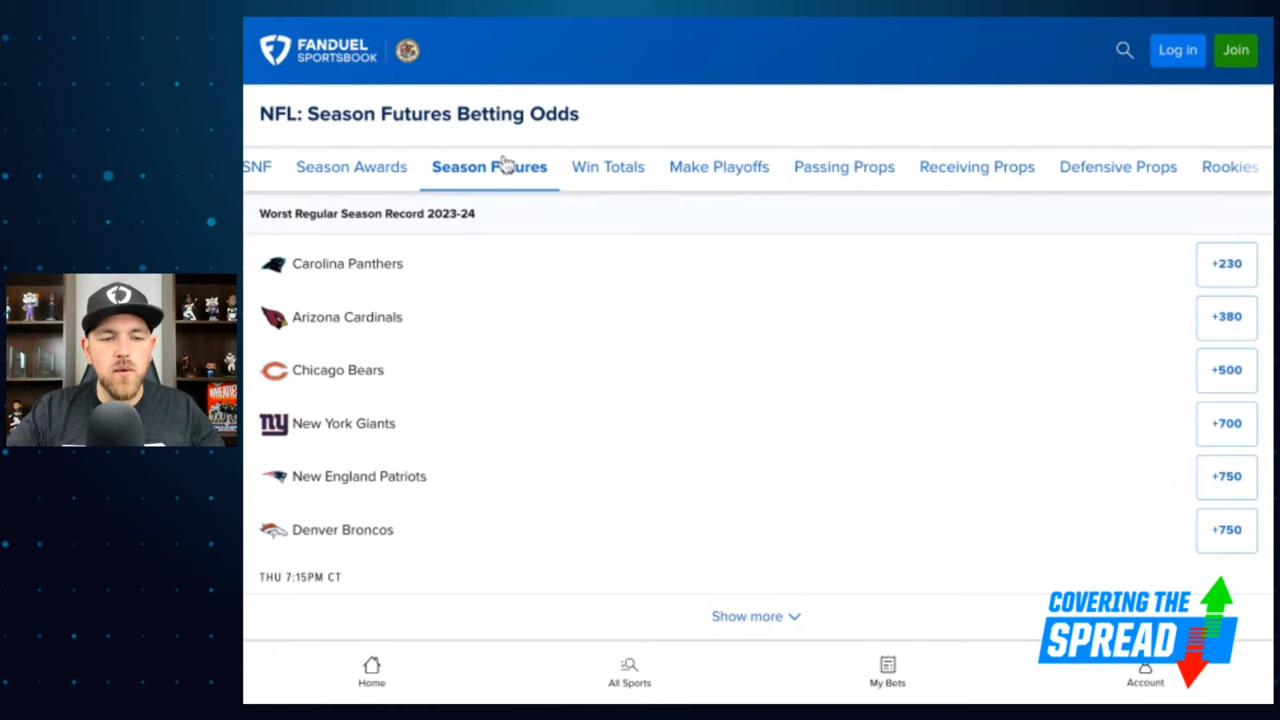 FANDUEL
SPORTSBOOK
Log in
Join
NFL: Season Futures Betting Odds
SNF Season Awards Season Futures Win Totals Make Playoffs Passing Props Receiving Props Defensive Props Rookies
Worst Regular Season Record 2023-24
Carolina Panthers +230
Arizona Cardinals +380
Chicago Bears +500
ny New York Giants +700
New England Patriots +750
Denver Broncos +750
THU 7:15PM CT
Show more
COVERING THE
SPREAD
Home
All Sports
My Bets
Account
WHEATIES